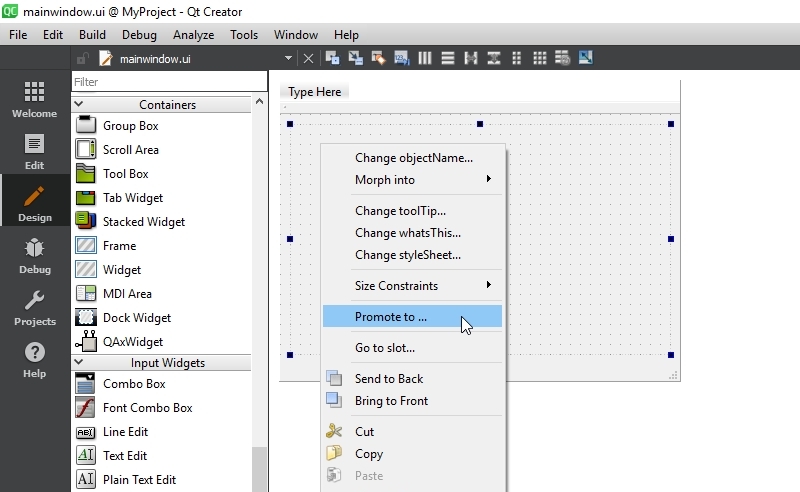 QC mainwindow.ui @ MyProject - Qt Creator
File Edit Build Debug Analyze Tools Window Help
mainwindow.ui
Filter
Welcome
Edit
Design
Debug
Projects
Help
Containers
Group Box
Scroll Area
Tool Box
Tab Widget
Stacked Widget
Frame
Widget
MDI Area
Dock Widget
QAxWidget
Input Widgets
Combo Box
Font Combo Box
Line Edit
Text Edit
Plain Text Edit
Type Here
Change objectName...
Morph into
Change toolTip...
Change whatsThis...
Change styleSheet...
Size Constraints
Promote to ...
Go to slot...
Send to Back
Bring to Front
Cut
Copy
Paste